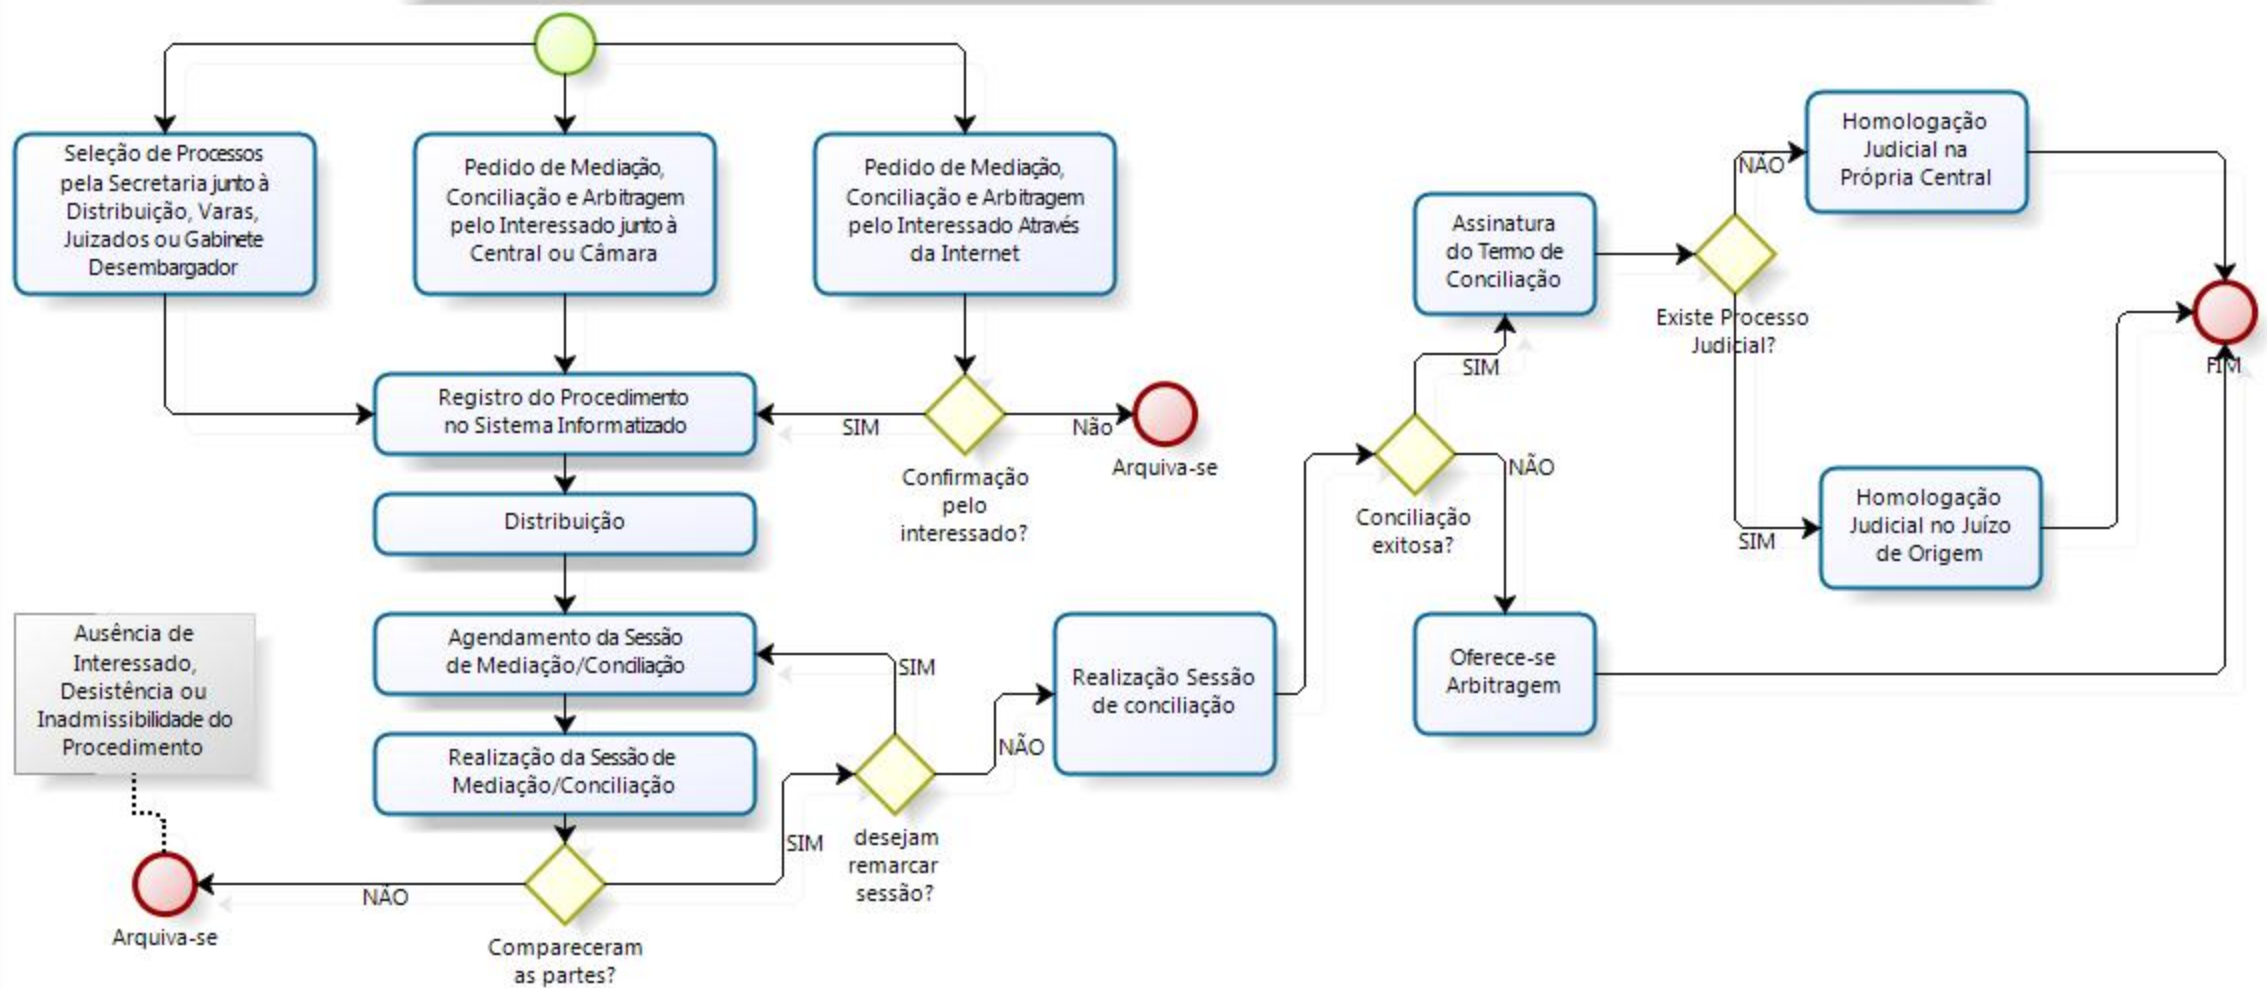 Seleção de Processos
pela Secretaria junto à
Distribuição, Varas,
Juizados ou Gabinete
Desembargador
Pedido de Mediação,
Conciliação e Arbitragem
pelo Interessado junto à
Central ou Câmara
Pedido de Mediação,
Conciliação e Arbitragem
pelo Interessado Através
da Internet
Registro do Procedimento
no Sistema Informatizado
SIM
Não
Confirmação
pelo
interessado?
Arquiva-se
Distribuição
Agendamento da Sessão
de Mediação/Conciliação
SIM
Realização da Sessão de
Mediação/Conciliação
Ausência de
Interessado,
Desistência ou
Inadmissibilidade do
Procedimento
Arquiva-se
NÃO
Compareceram
as partes?
SIM
desejam
remarcar
sessão?
NÃO
Realização Sessão
de conciliação
Conciliação
exitosa?
SIM
NÃO
Assinatura
do Termo de
Conciliação
Oferece-se
Arbitragem
Existe Processo
Judicial?
NÃO
SIM
Homologação
Judicial na
Própria Central
Homologação
Judicial no Juízo
de Origem
FIM